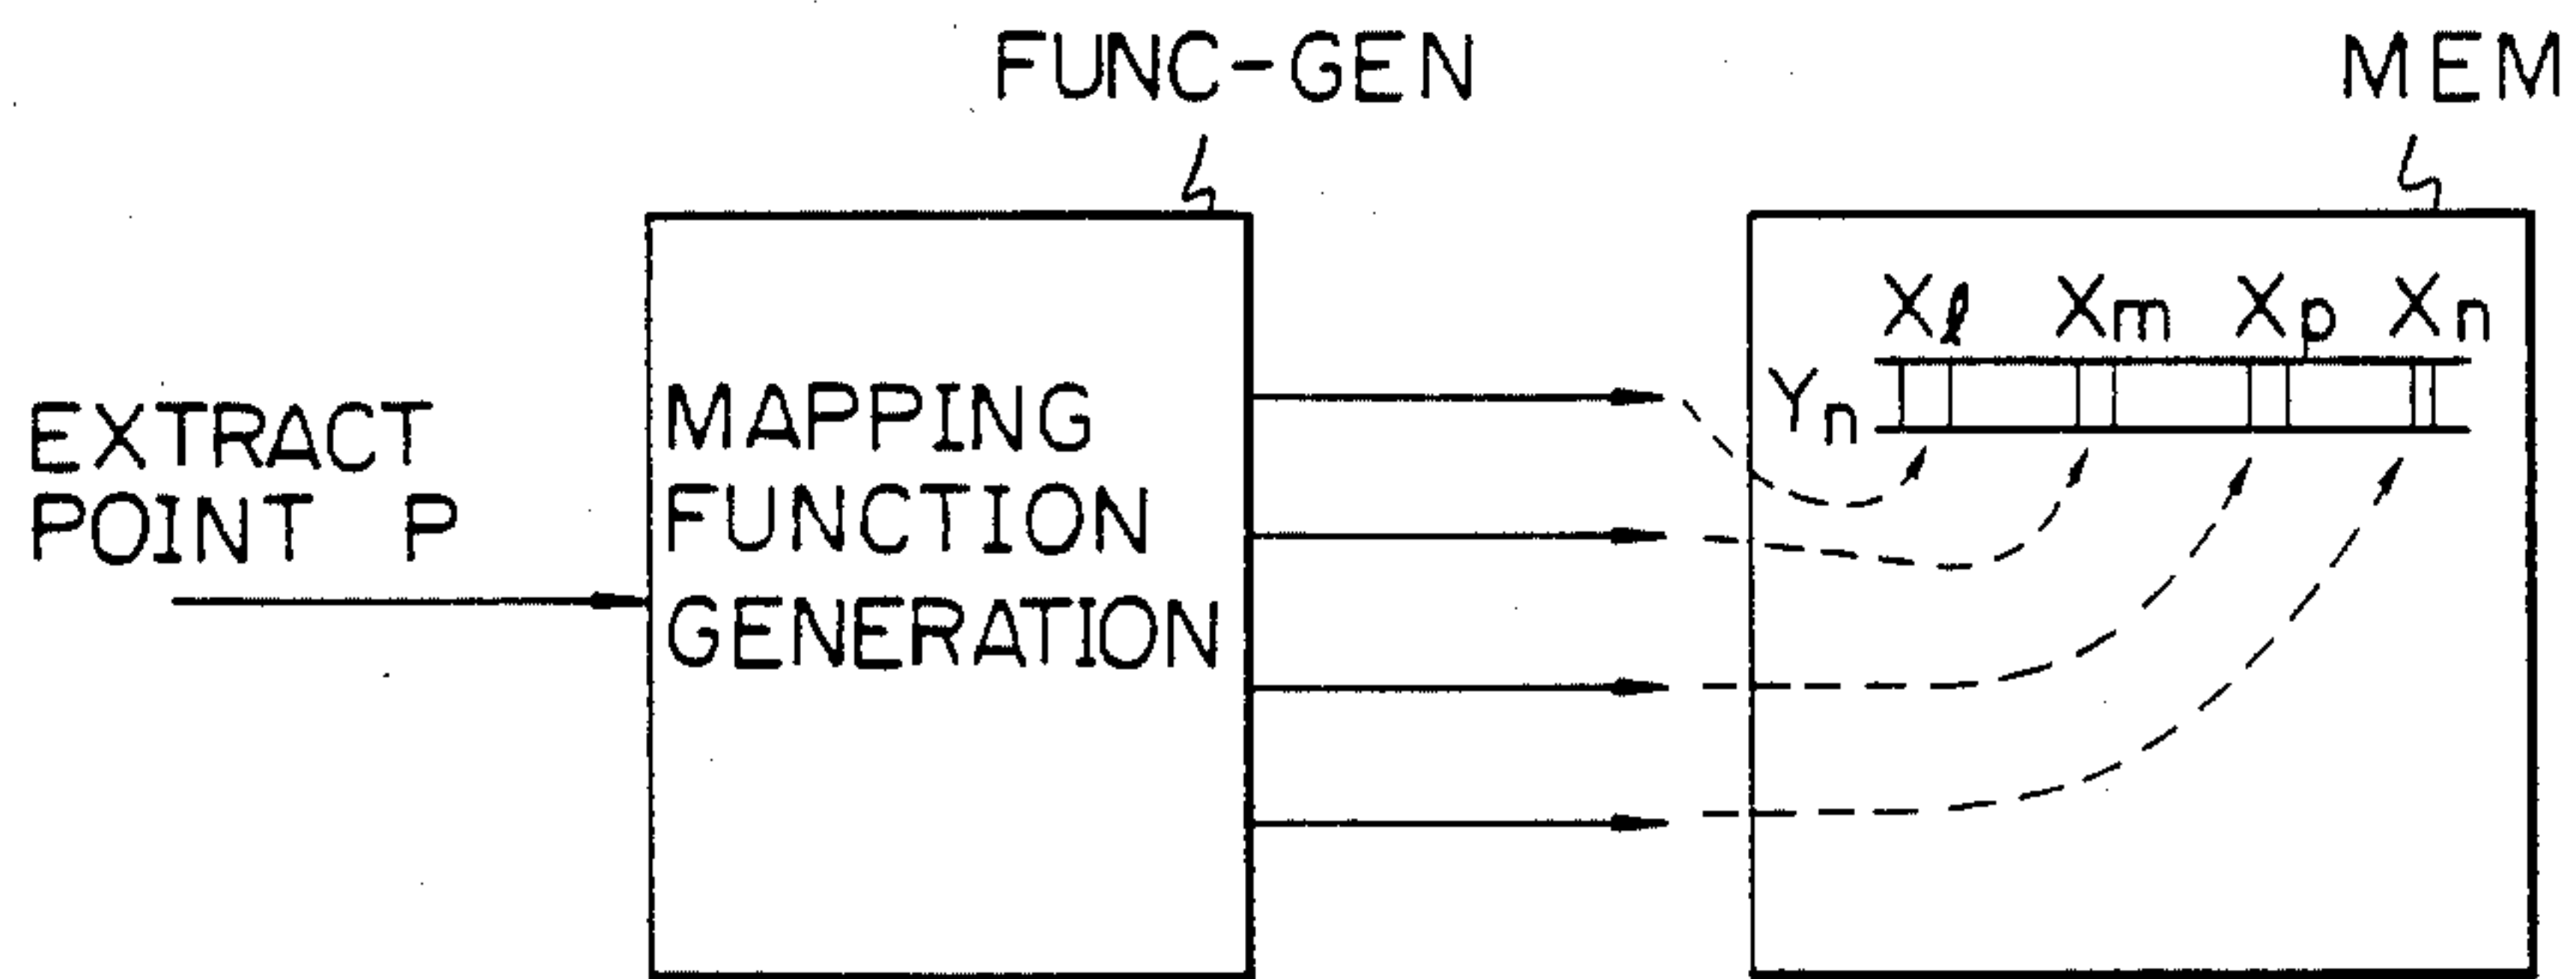 FUNC-GEN
MEM
EXTRACT
POINT P
MAPPING
FUNCTION
GENERATION
Xℓ Xm Xp Xn
Yn